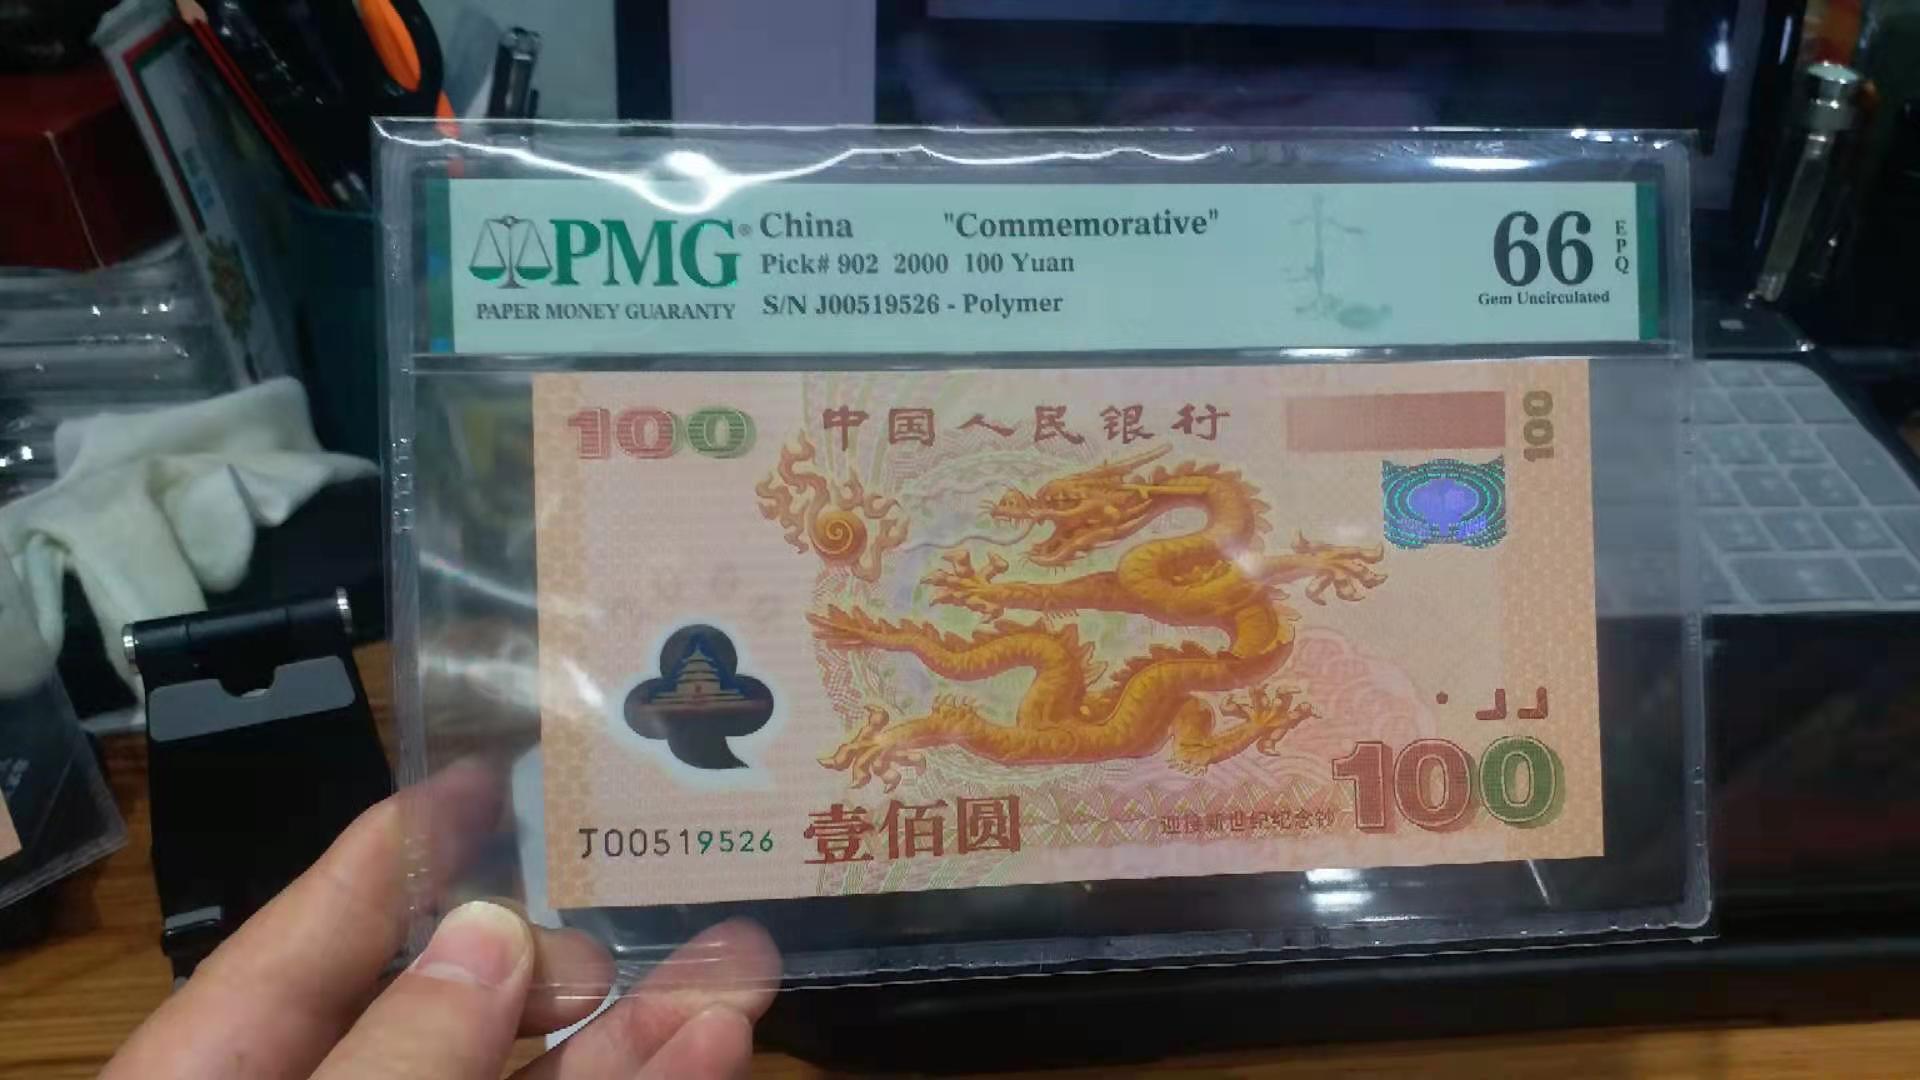 PMG® China "Commemorative"
Pick# 902 2000 100 Yuan
PAPER MONEY GUARANTY S/N J00519526 - Polymer
66
EPQ
Gem Uncirculated
100 中国人民银行 100
100
J00519526 壹佰圆 迎接新世纪纪念钞